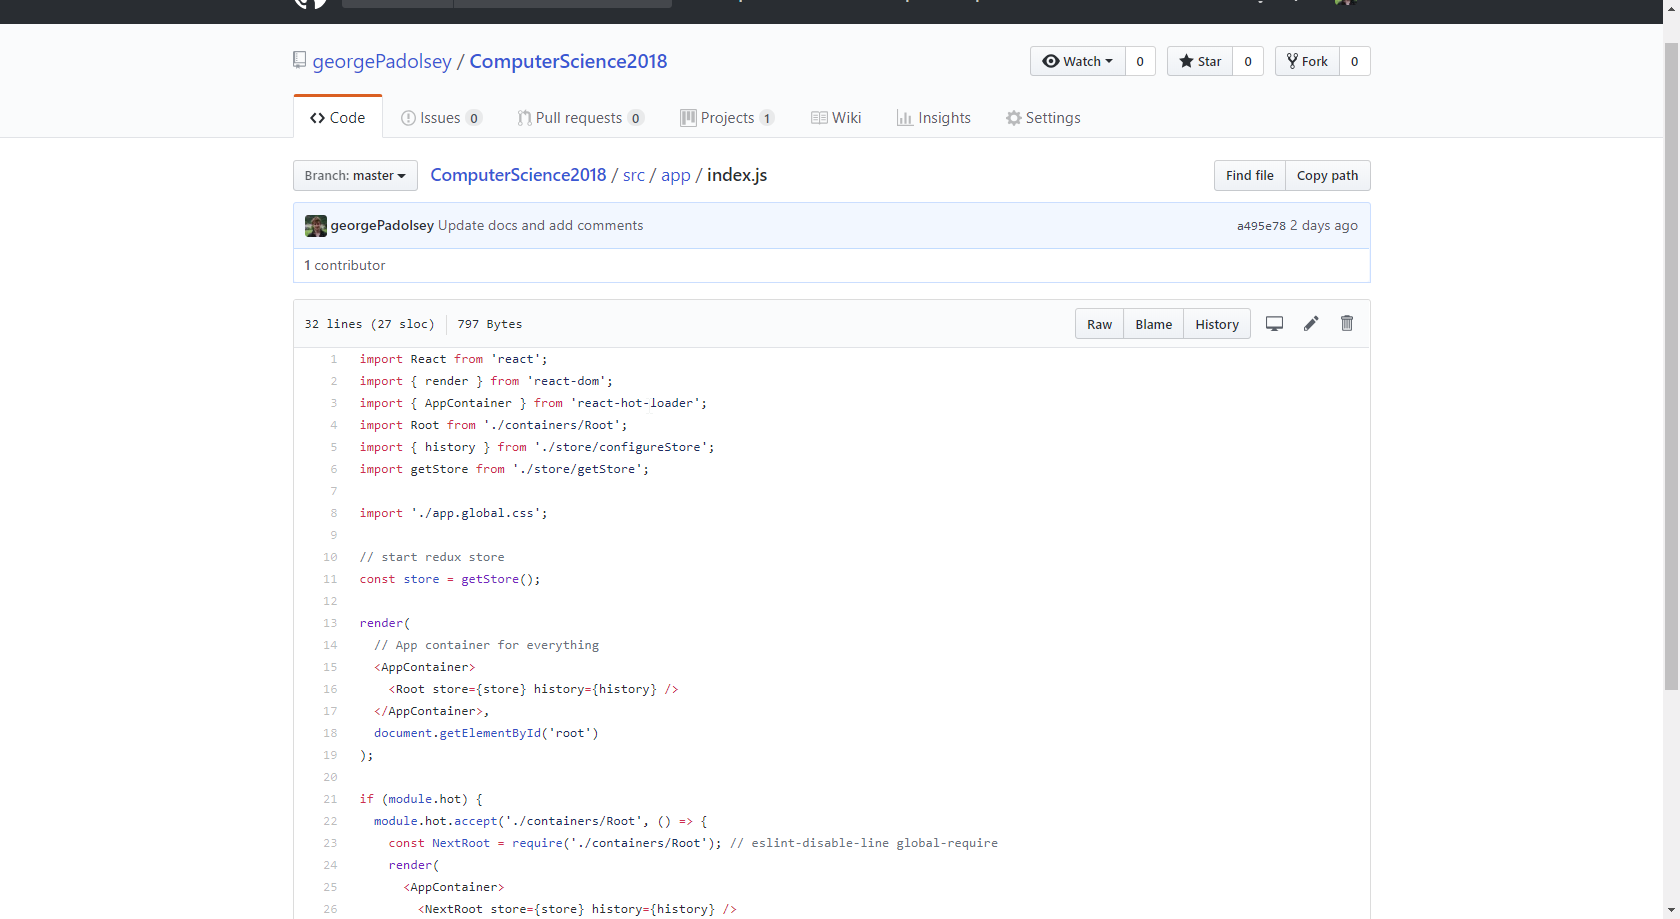 georgePadolsey / ComputerScience2018
Watch 0 Star 0 Fork 0
Code Issues 0 Pull requests 0 Projects 1 Wiki Insights Settings
Branch: master ComputerScience2018 / src / app / index.js Find file Copy path
georgePadolsey Update docs and add comments a495e78 2 days ago
1 contributor
32 lines (27 sloc) 797 Bytes Raw Blame History
1 import React from 'react';
2 import { render } from 'react-dom';
3 import { AppContainer } from 'react-hot-loader';
4 import Root from './containers/Root';
5 import { history } from './store/configureStore';
6 import getStore from './store/getStore';
7
8 import './app.global.css';
9
10 // start redux store
11 const store = getStore();
12
13 render(
14   // App container for everything
15   <AppContainer>
16     <Root store={store} history={history} />
17   </AppContainer>,
18   document.getElementById('root')
19 );
20
21 if (module.hot) {
22   module.hot.accept('./containers/Root', () => {
23     const NextRoot = require('./containers/Root'); // eslint-disable-line global-require
24     render(
25       <AppContainer>
26         <NextRoot store={store} history={history} />